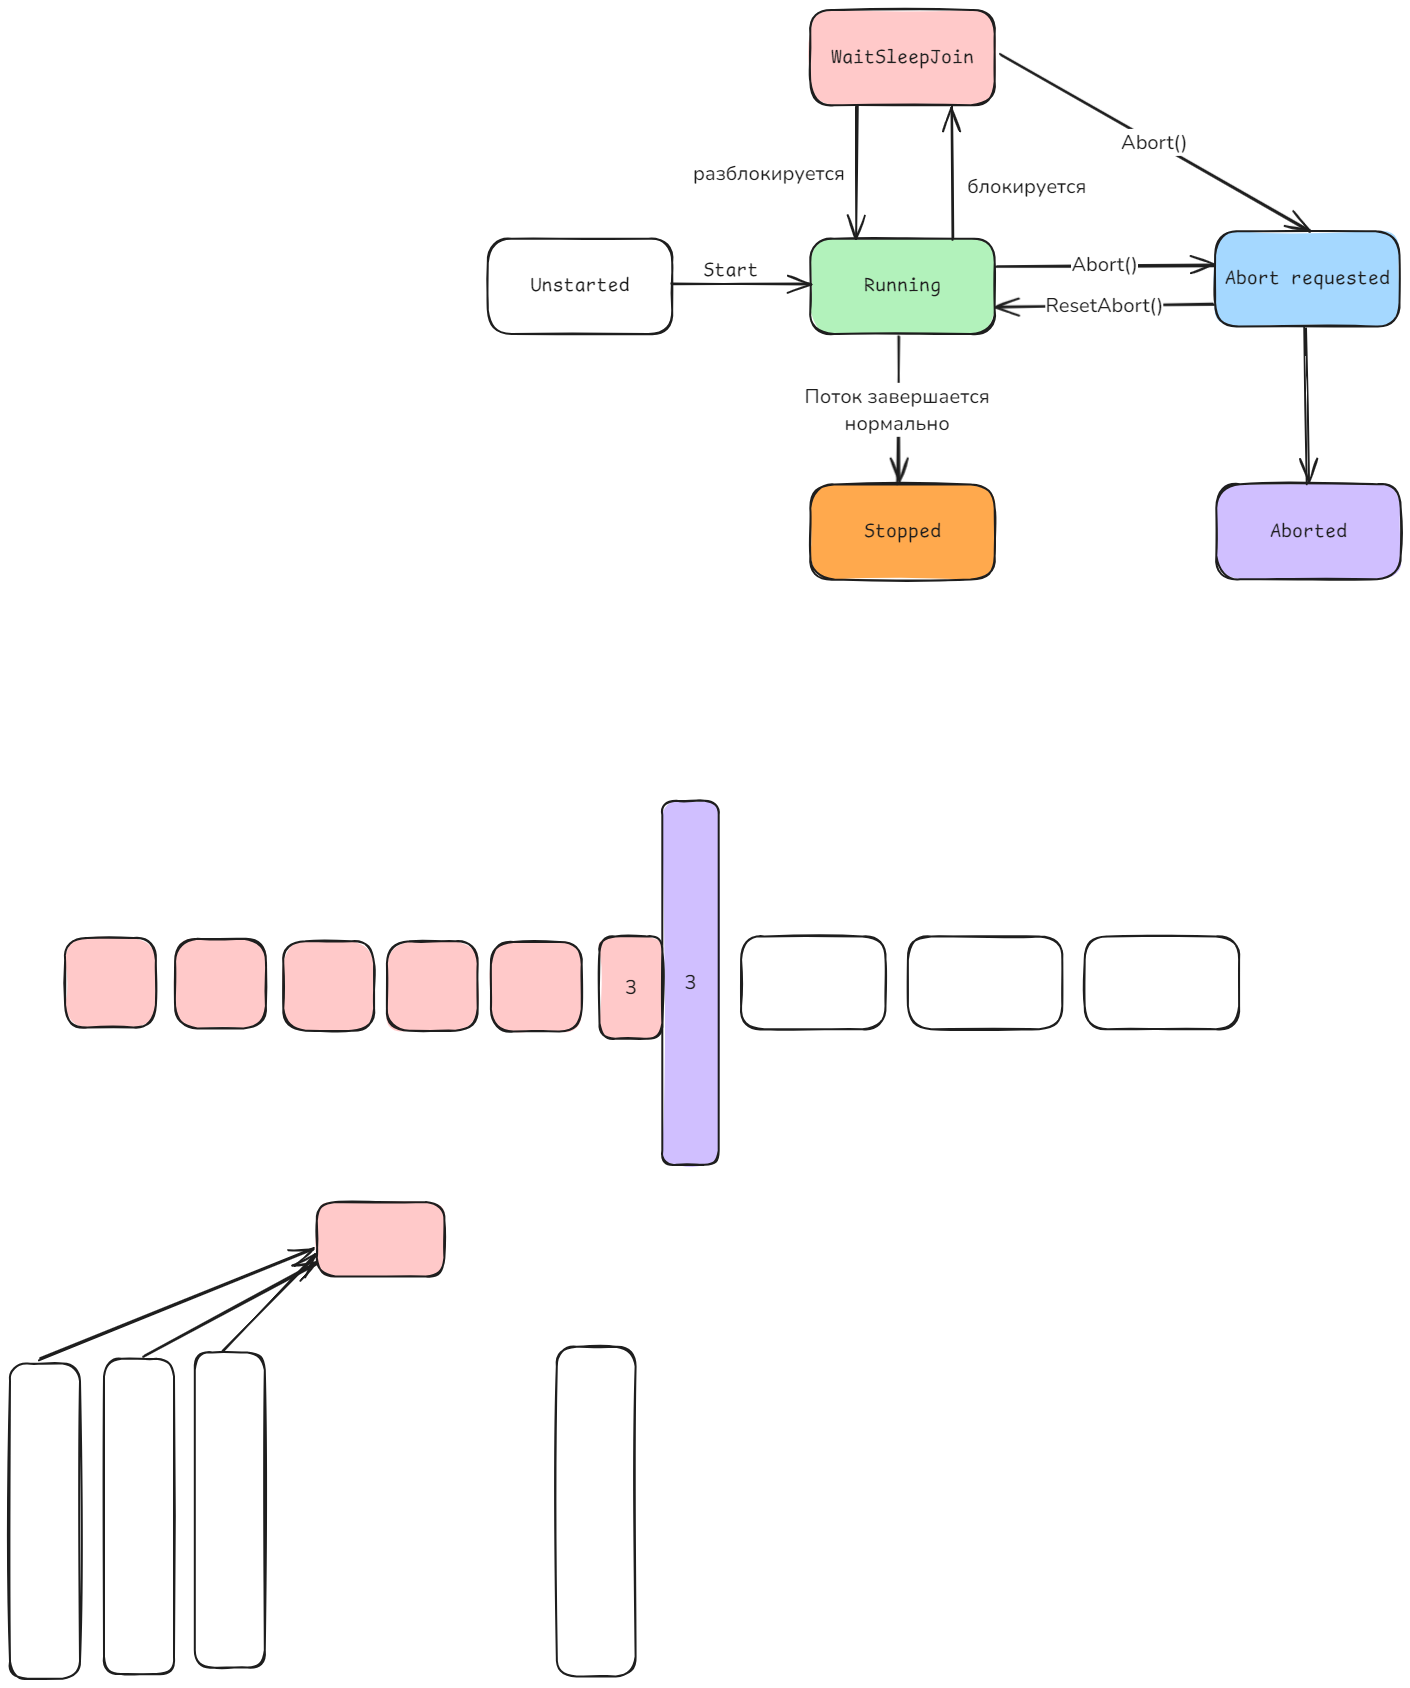 WaitSleepJoin
Abort()
разблокируется
блокируется
Unstarted
Start
Running
Abort()
ResetAbort()
Abort requested
Поток завершается
нормально
Stopped
Aborted
3
3